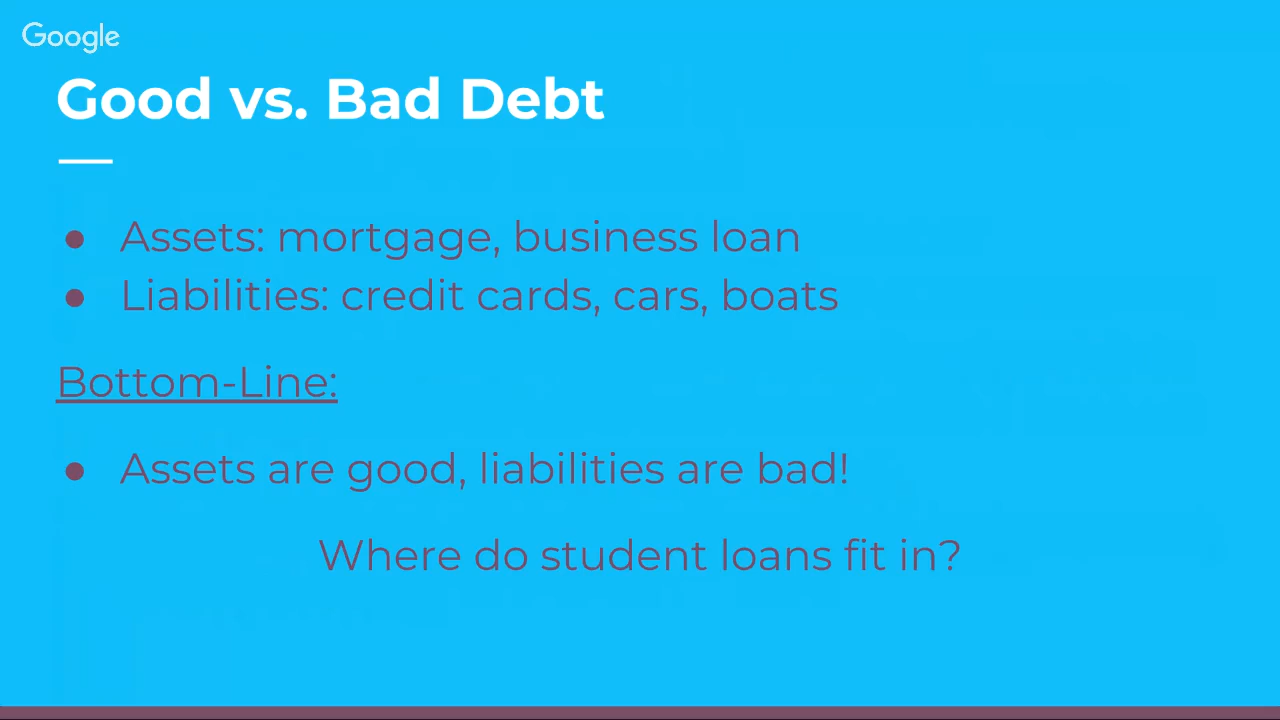 Google
Good vs. Bad Debt
● Assets: mortgage, business loan
● Liabilities: credit cards, cars, boats
Bottom-Line:
● Assets are good, liabilities are bad!
Where do student loans fit in?